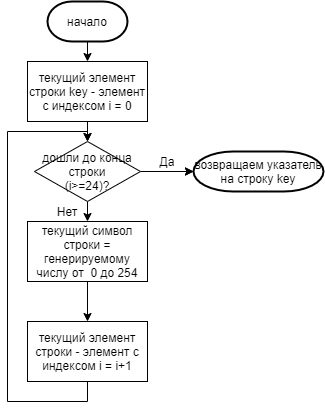 начало
текущий элемент
строки key - элемент
с индексом i = 0
дошли до конца
строки
(i>=24)?
Да
возвращаем указатель
на строку key
Нет
текущий символ
строки =
генерируемому
числу от 0 до 254
текущий элемент
строки - элемент с
индексом i = i+1